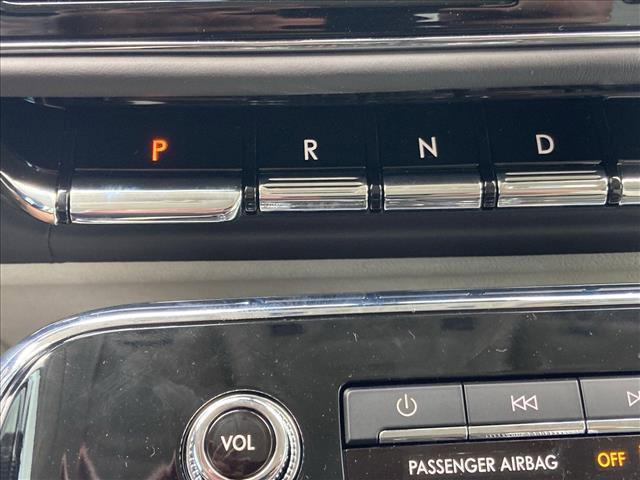 P R N D
VOL
PASSENGER AIRBAG OFF